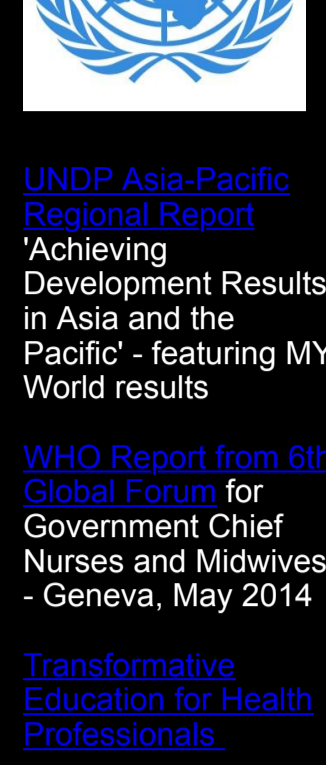 UNDP Asia-Pacific
Regional Report
'Achieving
Development Results
in Asia and the
Pacific' - featuring MY
World results
WHO Report from 6th
Global Forum for
Government Chief
Nurses and Midwives
- Geneva, May 2014
Transformative
Education for Health
Professionals